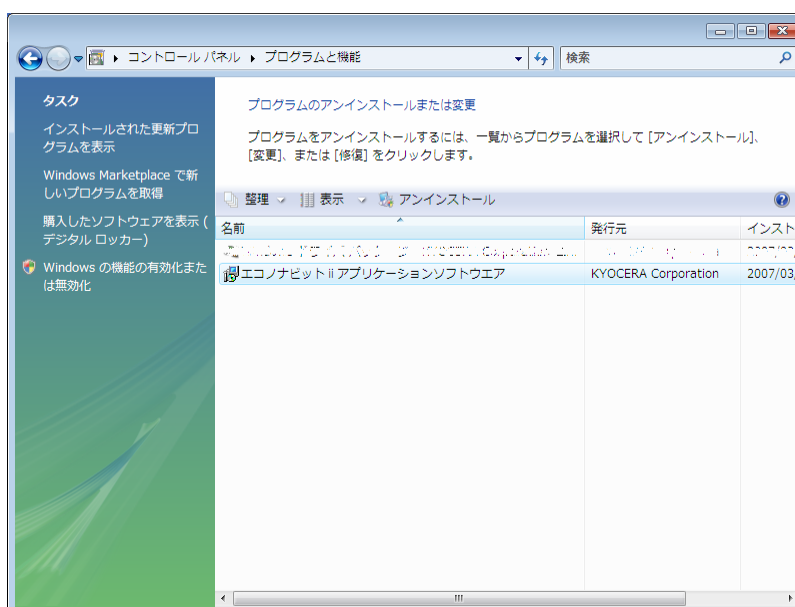 コントロール パネル ▸ プログラムと機能
検索
タスク
インストールされた更新プロ
グラムを表示
Windows Marketplace で新
しいプログラムを取得
購入したソフトウェアを表示 (
デジタル ロッカー)
Windows の機能の有効化また
は無効化
プログラムのアンインストールまたは変更
プログラムをアンインストールするには、一覧からプログラムを選択して [アンインストール]、
[変更]、または [修復] をクリックします。
整理 表示 アンインストール
名前 発行元 インスト
エコノナビット ii アプリケーションソフトウエア KYOCERA Corporation 2007/03